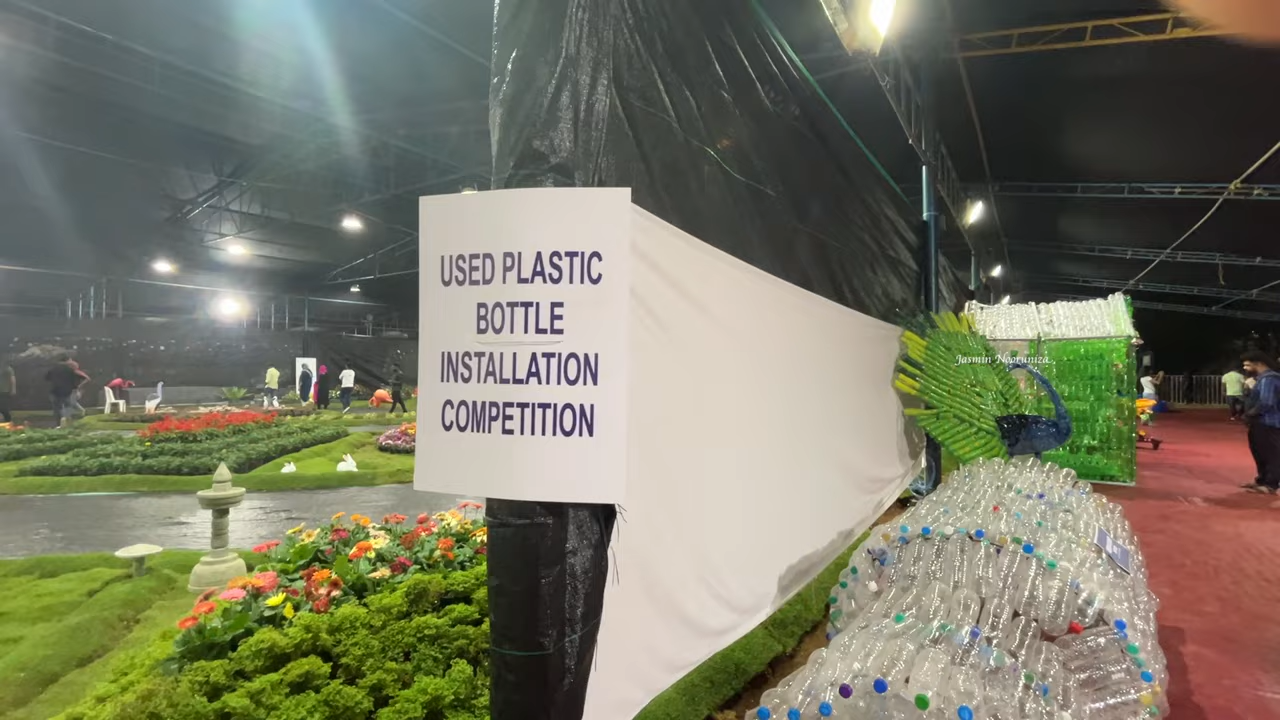 USED PLASTIC
BOTTLE
INSTALLATION
COMPETITION
Jasmin Nooruniza